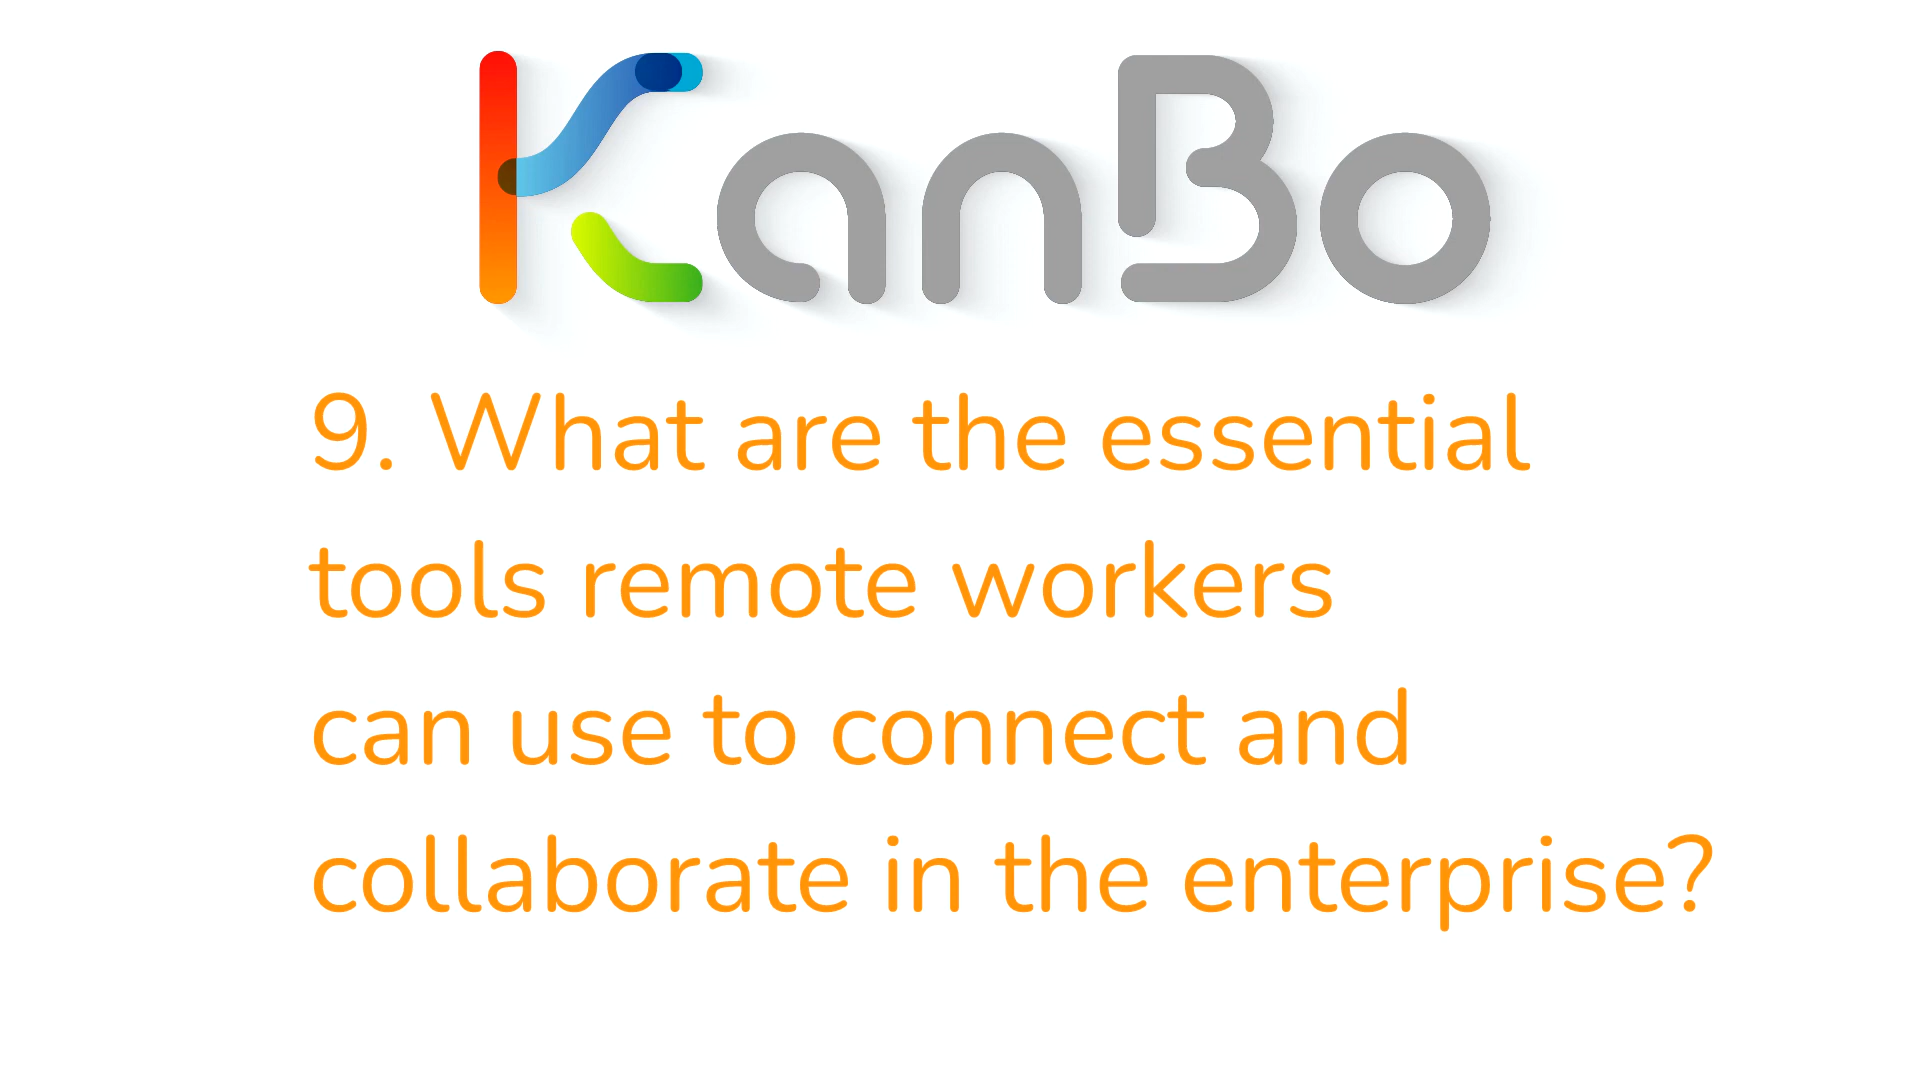 KanBo
9. What are the essential
tools remote workers
can use to connect and
collaborate in the enterprise?